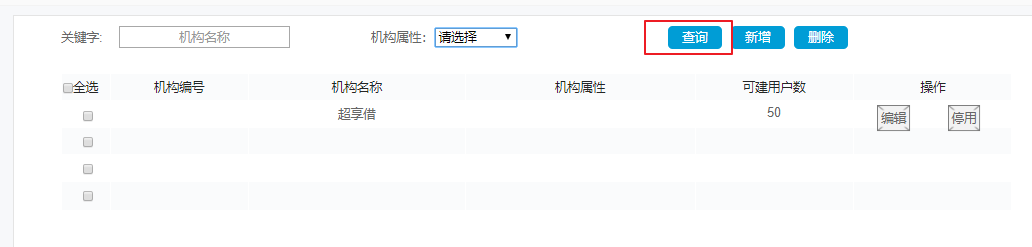 关键字: 机构名称 机构属性: 请选择 查询 新增 删除
全选 机构编号 机构名称 机构属性 可建用户数 操作
超享借 50 编辑 停用